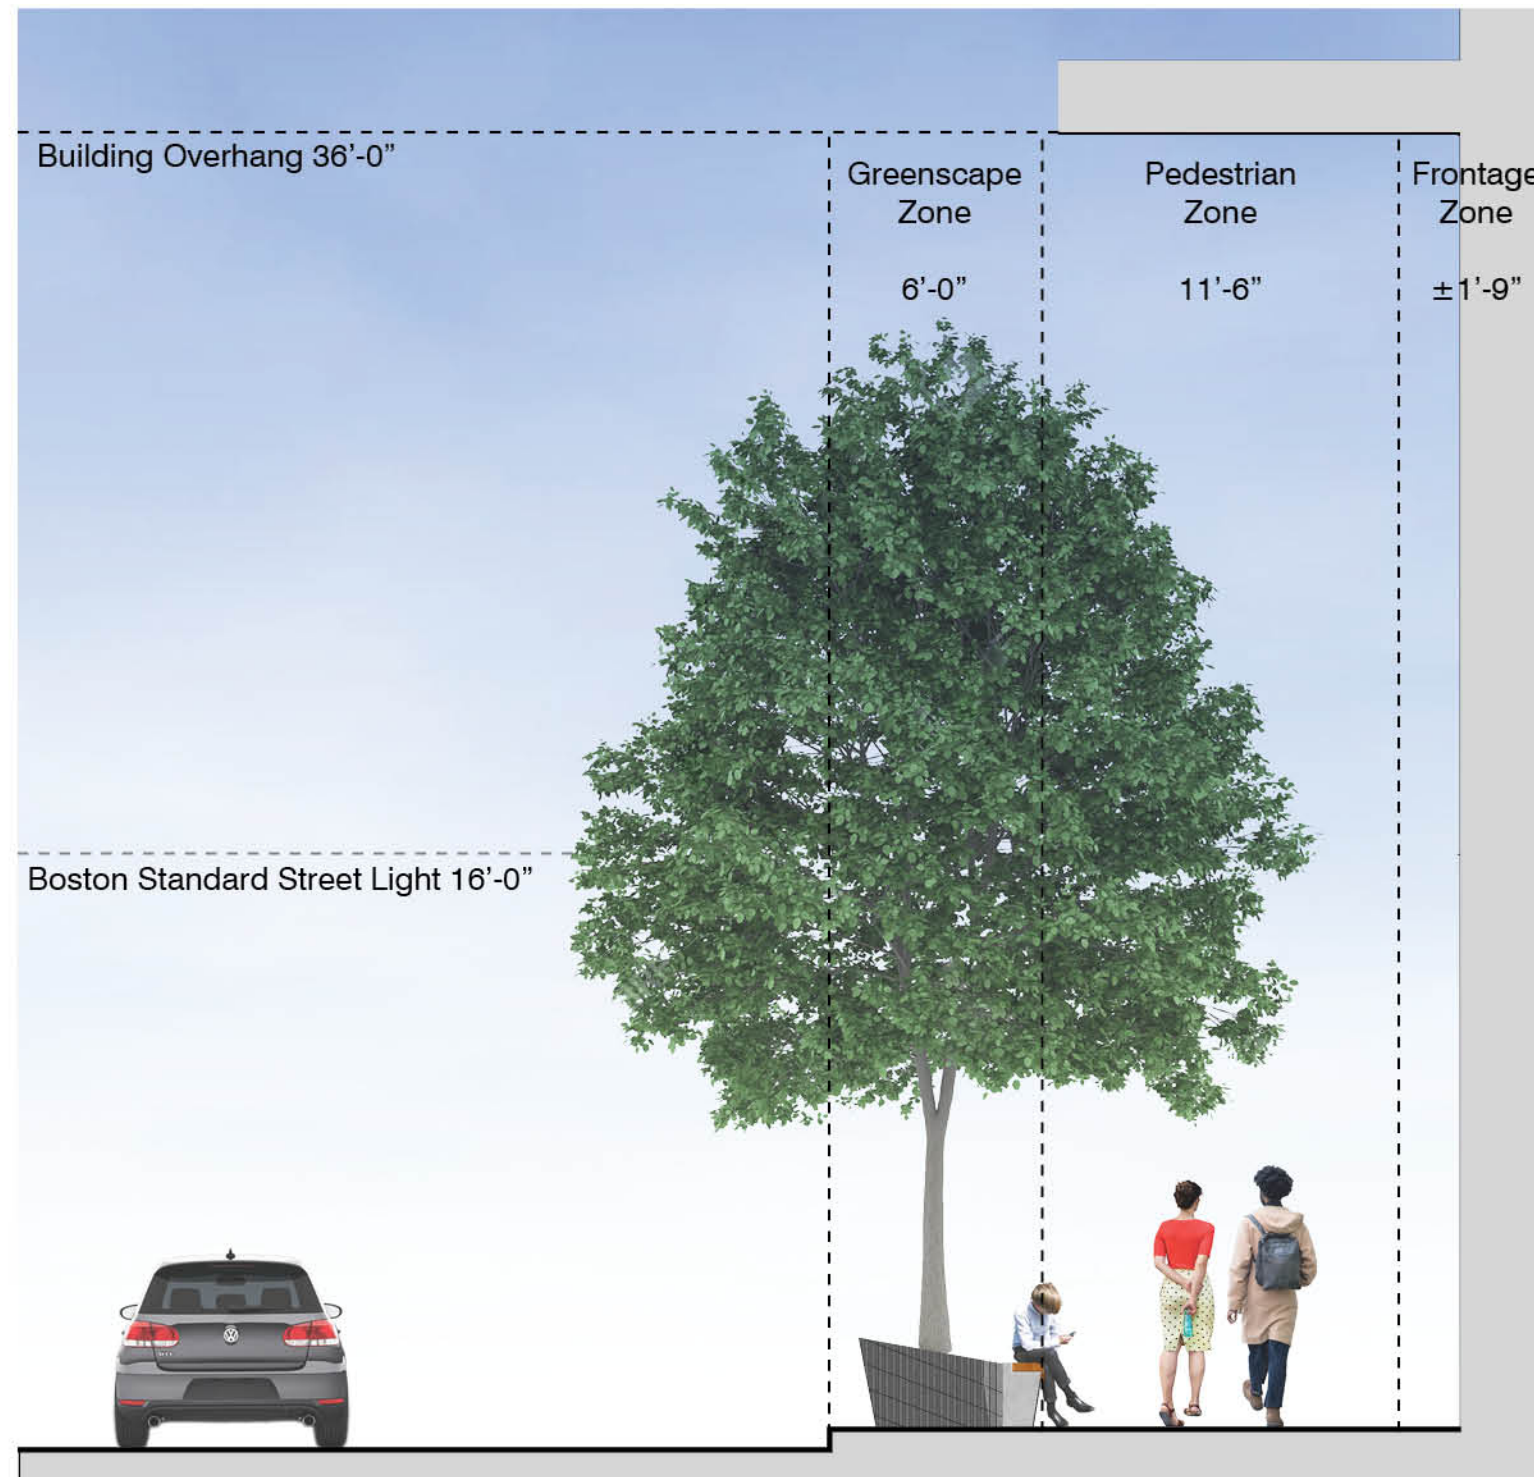 Building Overhang 36’-0”
Greenscape
Zone
6’-0”
Pedestrian
Zone
11’-6”
Frontage
Zone
±1’-9”
Boston Standard Street Light 16’-0”